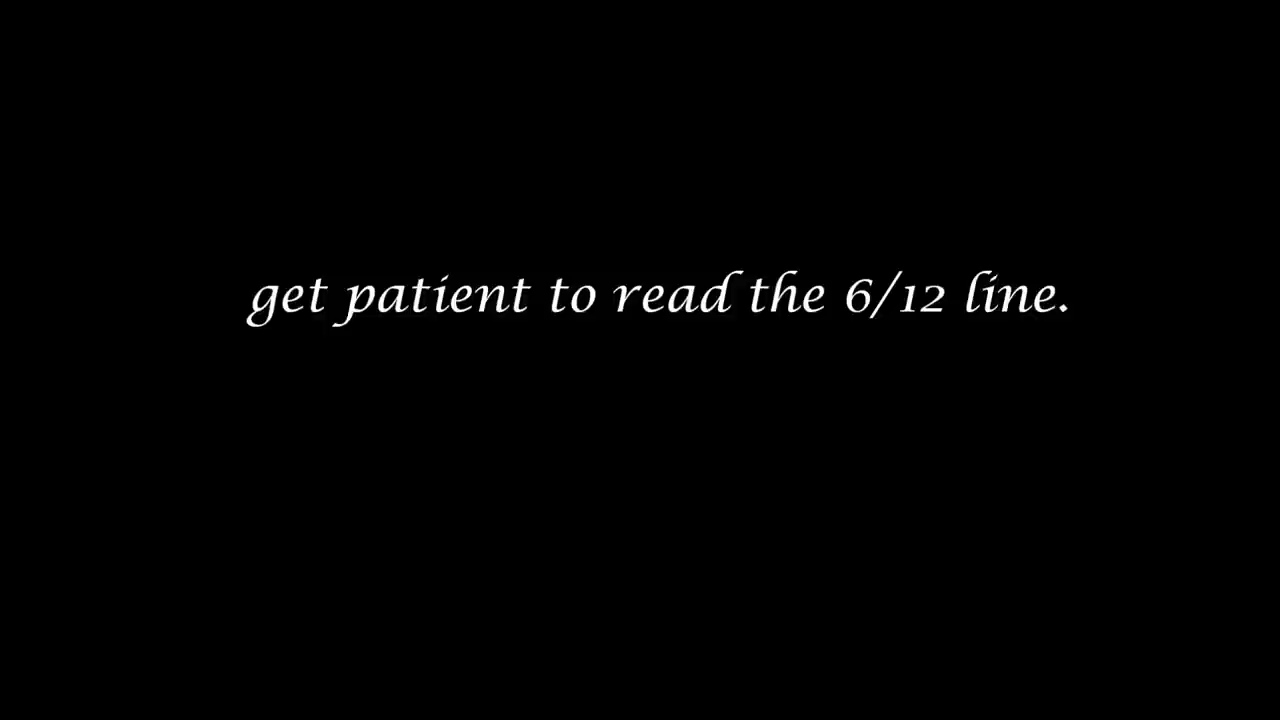 get patient to read the 6/12 line.